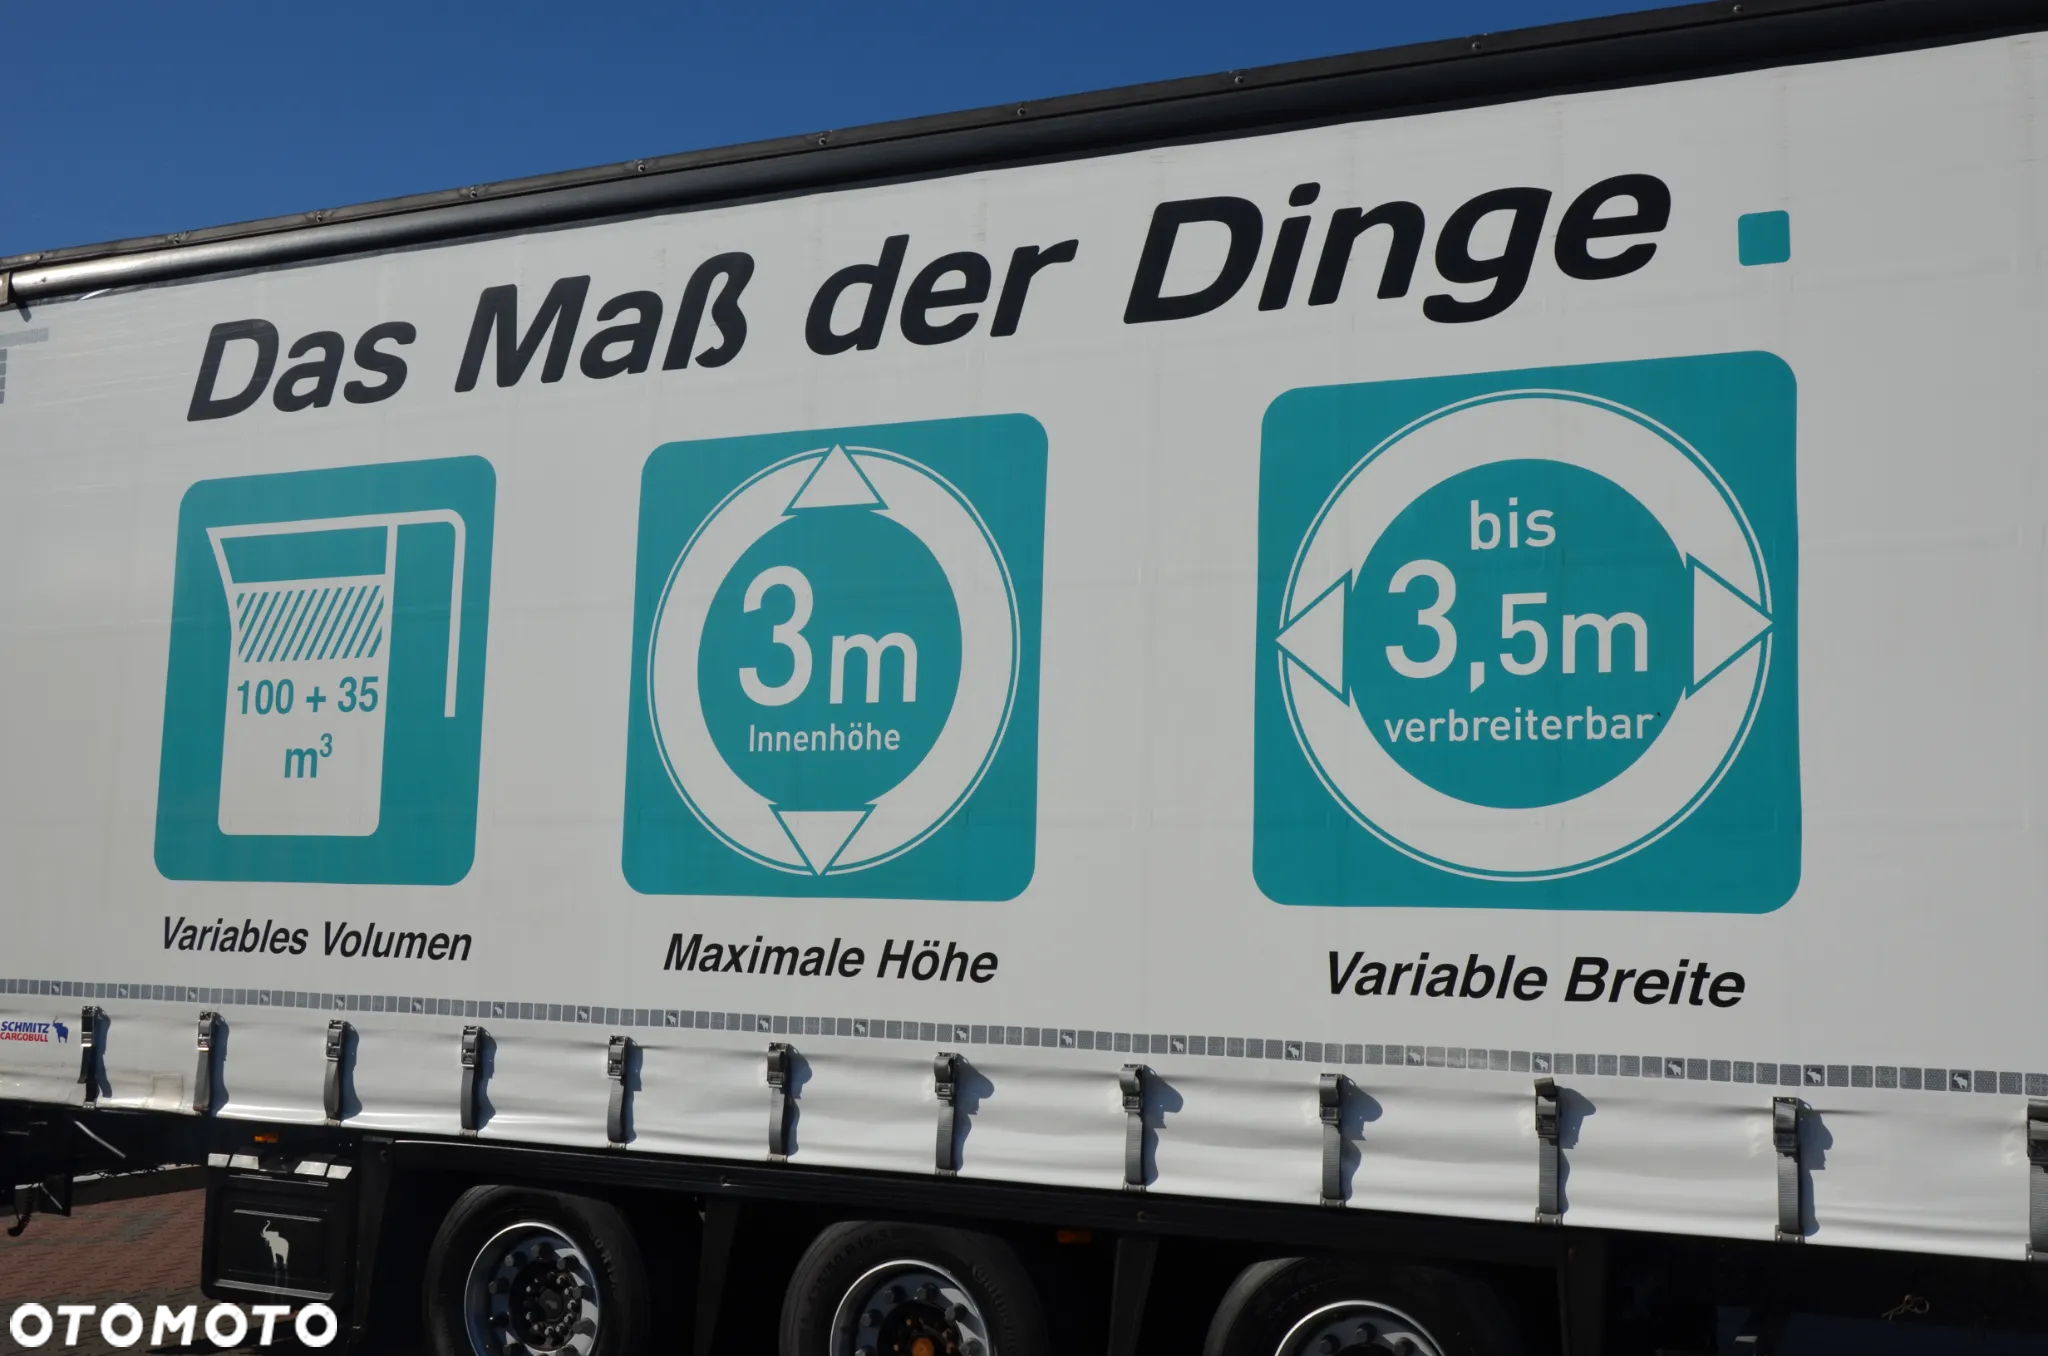 Das Maß der Dinge
100 + 35
m³
3m
Innenhöhe
bis
3,5m
verbreiterbar
Variables Volumen
Maximale Höhe
Variable Breite
SCHMITZ
CARGOBULL
OTOMOTO